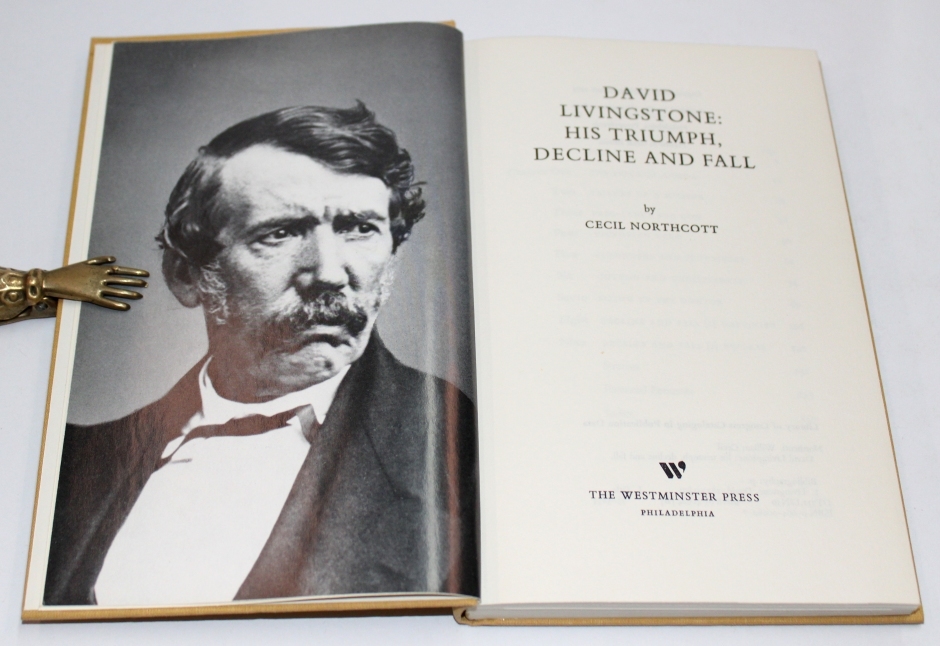 DAVID
LIVINGSTONE:
HIS TRIUMPH,
DECLINE AND FALL
by
CECIL NORTHCOTT
W
THE WESTMINSTER PRESS
PHILADELPHIA